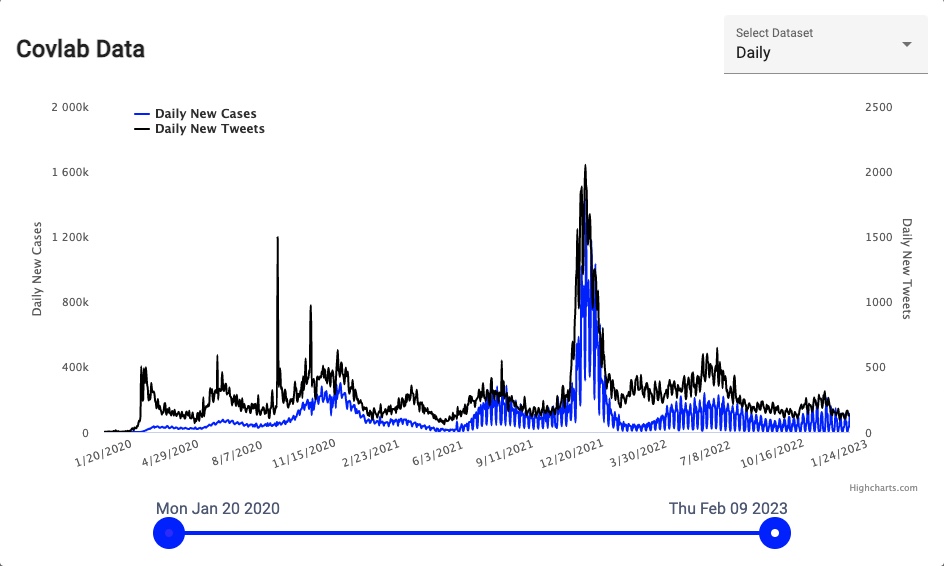 Covlab Data
Select Dataset
Daily
Daily New Cases
Daily New Tweets
2 000k
1 600k
1 200k
800k
400k
0
Daily New Cases
2500
2000
1500
1000
500
0
Daily New Tweets
1/20/2020
4/29/2020
8/7/2020
11/15/2020
2/23/2021
6/3/2021
9/11/2021
12/20/2021
3/30/2022
7/8/2022
10/16/2022
1/24/2023
Highcharts.com
Mon Jan 20 2020
Thu Feb 09 2023